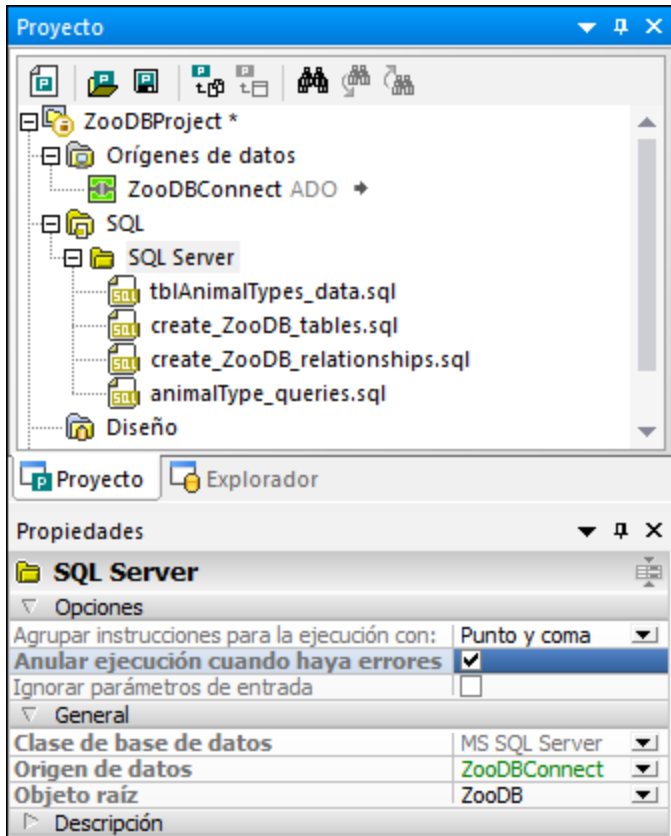 Proyecto
ZooDBProject *
Orígenes de datos
ZooDBConnect ADO
SQL
SQL Server
tblAnimalTypes_data.sql
create_ZooDB_tables.sql
create_ZooDB_relationships.sql
animalType_queries.sql
Diseño
Proyecto Explorador
Propiedades
SQL Server
Opciones
Agrupar instrucciones para la ejecución con: Punto y coma
Anular ejecución cuando haya errores
Ignorar parámetros de entrada
General
Clase de base de datos MS SQL Server
Origen de datos ZooDBConnect
Objeto raíz ZooDB
Descripción